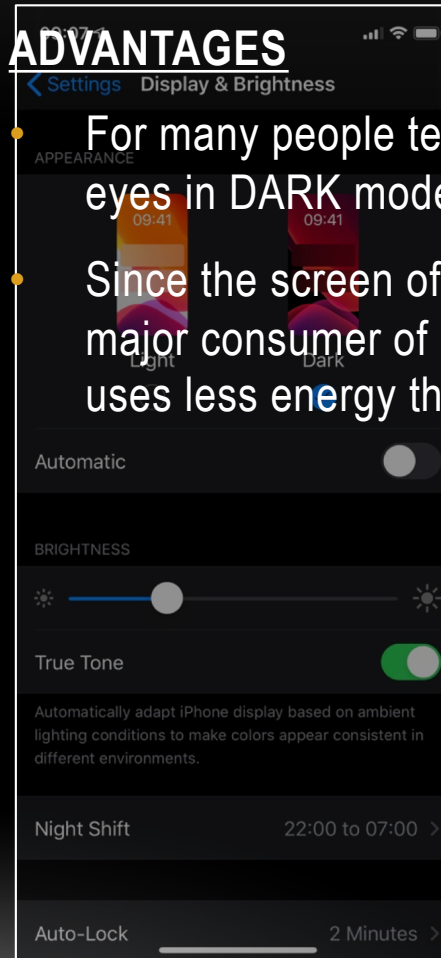 ADVANTAGES
For many people te
eyes in DARK mode
Since the screen of
major consumer of
uses less energy th
Settings Display & Brightness
APPEARANCE
09:41 09:41
Light Dark
Automatic
BRIGHTNESS
True Tone
Automatically adapt iPhone display based on ambient
lighting conditions to make colors appear consistent in
different environments.
Night Shift 22:00 to 07:00
Auto-Lock 2 Minutes